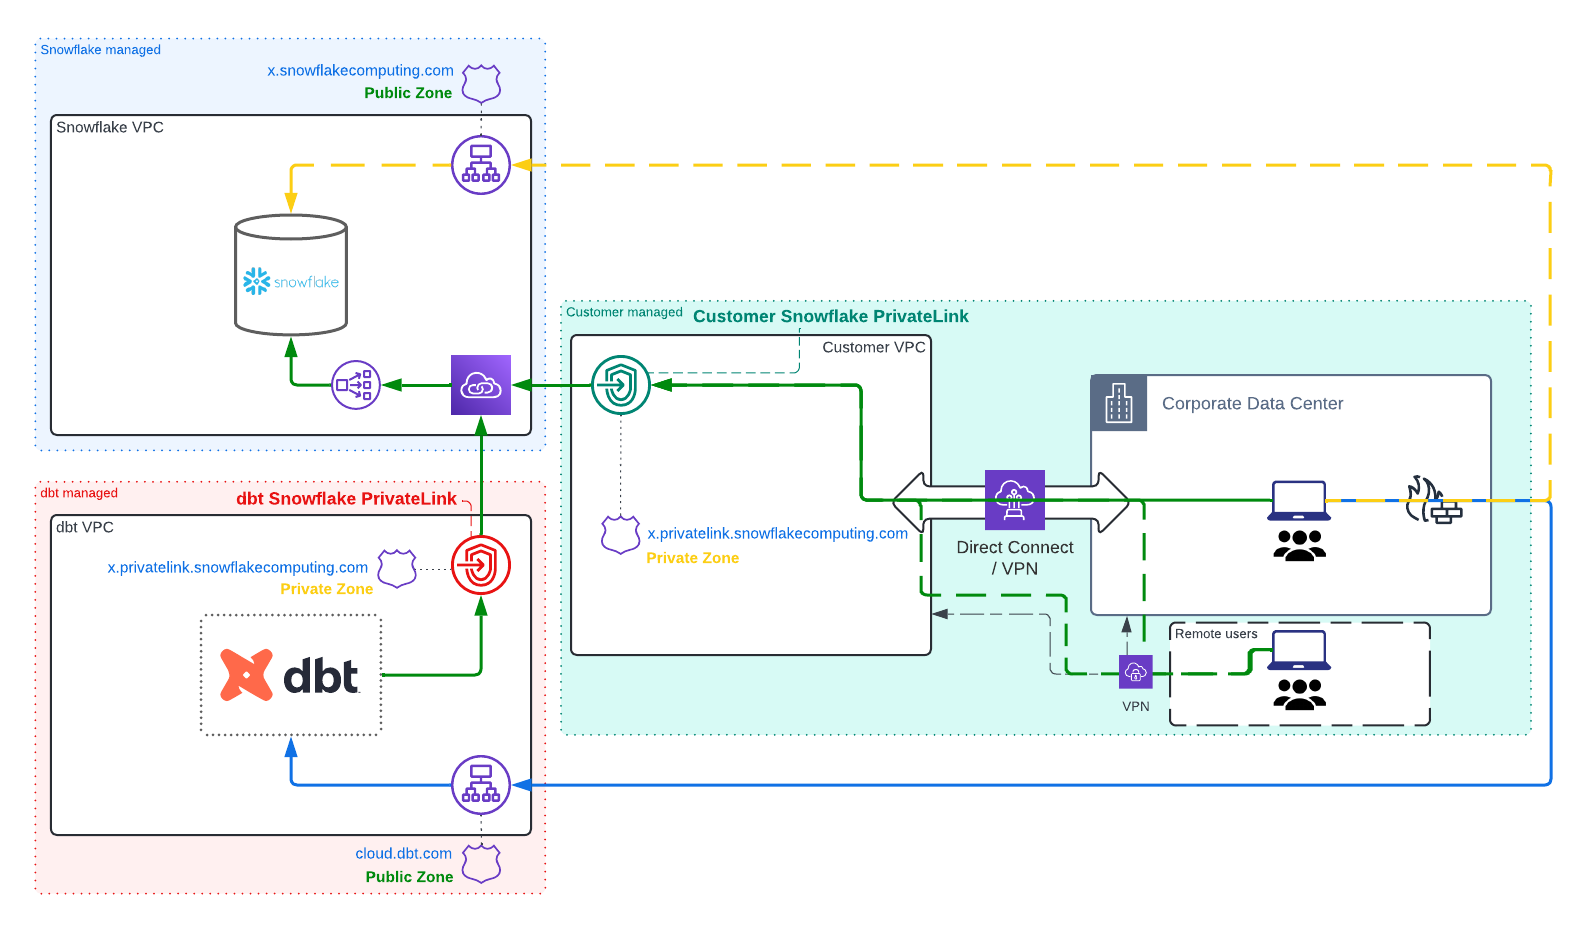 Snowflake managed
x.snowflakecomputing.com
Public Zone
Snowflake VPC
snowflake
Customer managed
Customer Snowflake PrivateLink
Customer VPC
Corporate Data Center
x.privatelink.snowflakecomputing.com
Private Zone
Direct Connect
/ VPN
Remote users
VPN
dbt managed
dbt Snowflake PrivateLink
dbt VPC
x.privatelink.snowflakecomputing.com
Private Zone
dbt
cloud.dbt.com
Public Zone